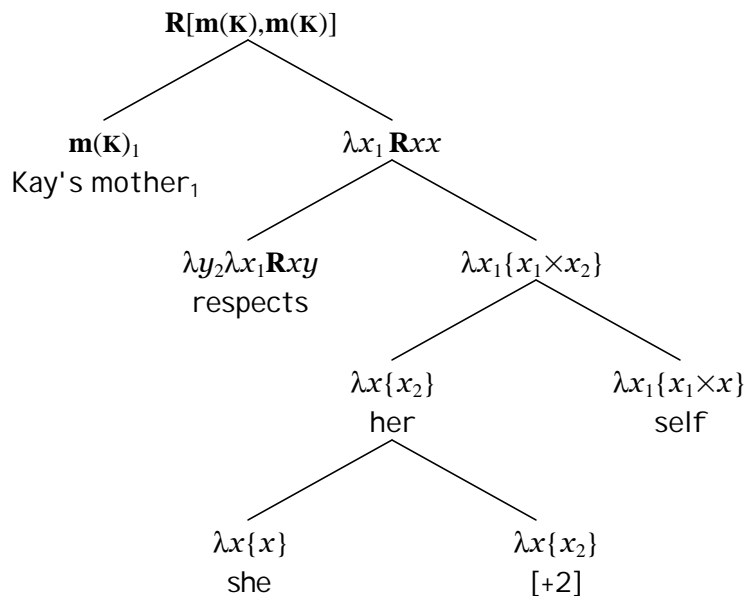 R[m(K),m(K)]
m(K)₁ λx₁ Rxx
Kay's mother₁
λy₂λx₁Rxy λx₁{x₁×x₂}
respects
λx{x₂} λx₁{x₁×x}
her self
λx{x} λx{x₂}
she [+2]